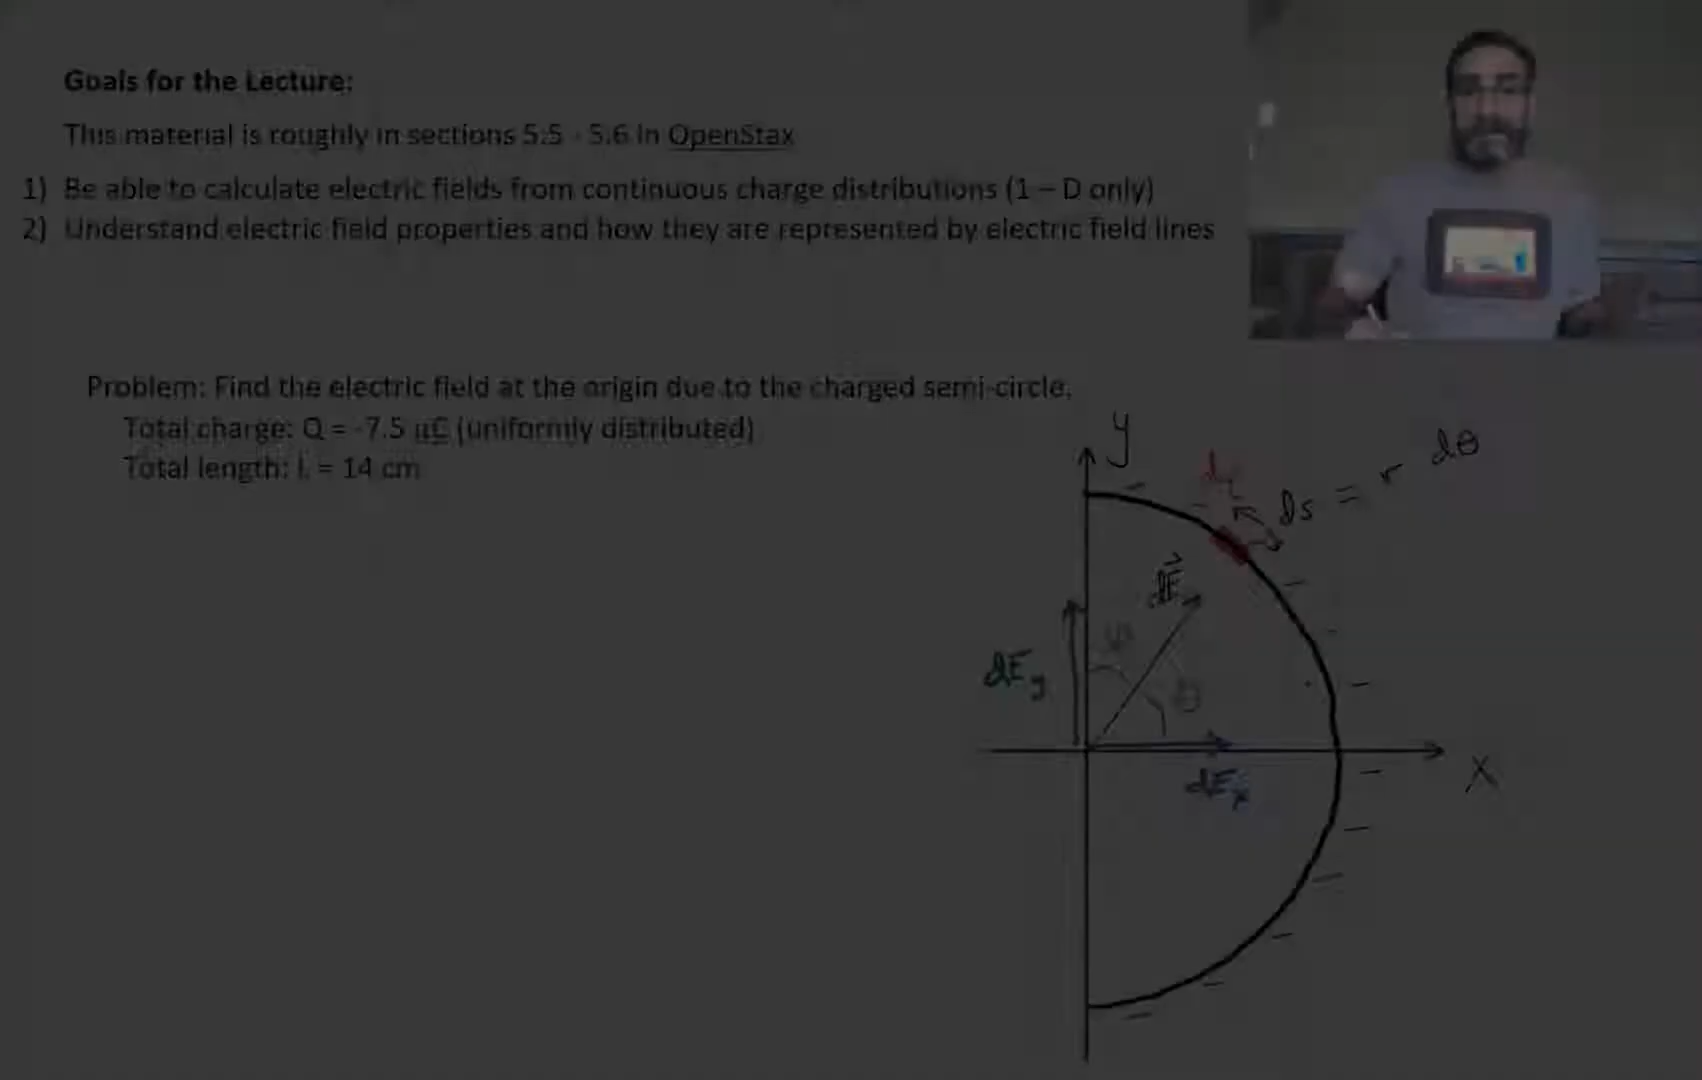 Goals for the Lecture:
This material is roughly in sections 5.5 - 5.6 in OpenStax
1) Be able to calculate electric fields from continuous charge distributions (1 – D only)
2) Understand electric field properties and how they are represented by electric field lines
Problem: Find the electric field at the origin due to the charged semi-circle.
Total charge: Q = -7.5 μC (uniformly distributed)
Total length: L = 14 cm
y
ds = r dθ
dE
θ
dEy
dEx
x